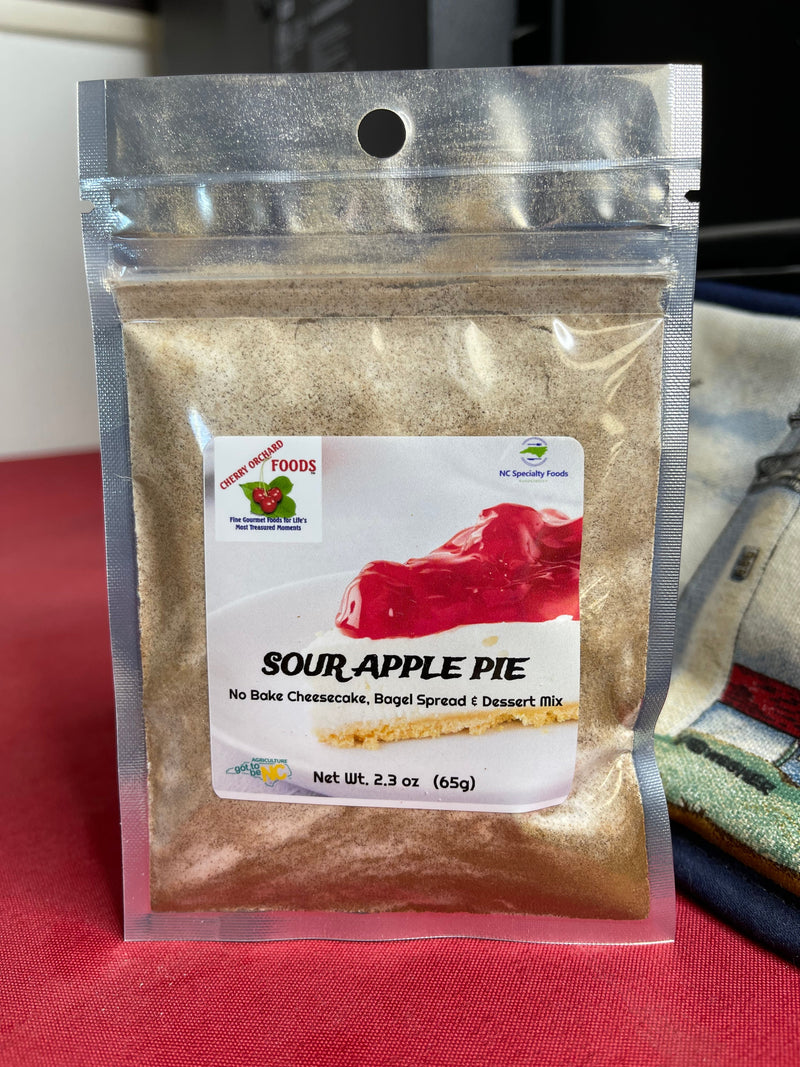 CHERRY ORCHARD
FOODS™
Fine Gourmet Foods for Life's
Most Treasured Moments
NC Specialty Foods
SOUR APPLE PIE
No Bake Cheesecake, Bagel Spread & Dessert Mix
AGRICULTURE
got to
be NC
Net Wt. 2.3 oz (65g)